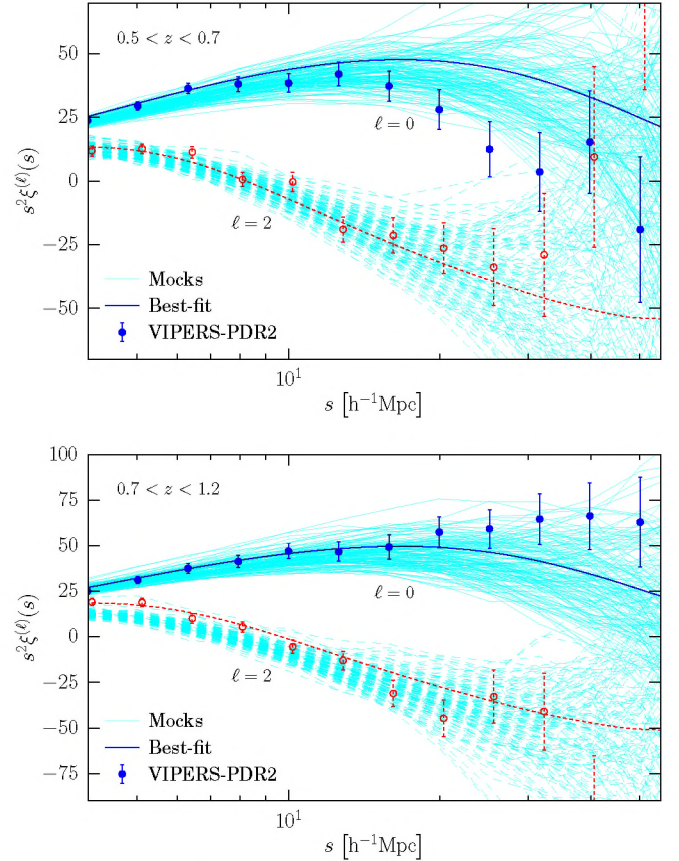 50
25
0
−25
−50
s²ξ^(ℓ)(s)
0.5 < z < 0.7
ℓ = 0
ℓ = 2
Mocks
Best-fit
VIPERS-PDR2
10¹
s [h⁻¹Mpc]
100
75
50
25
0
−25
−50
−75
s²ξ^(ℓ)(s)
0.7 < z < 1.2
ℓ = 0
ℓ = 2
Mocks
Best-fit
VIPERS-PDR2
10¹
s [h⁻¹Mpc]